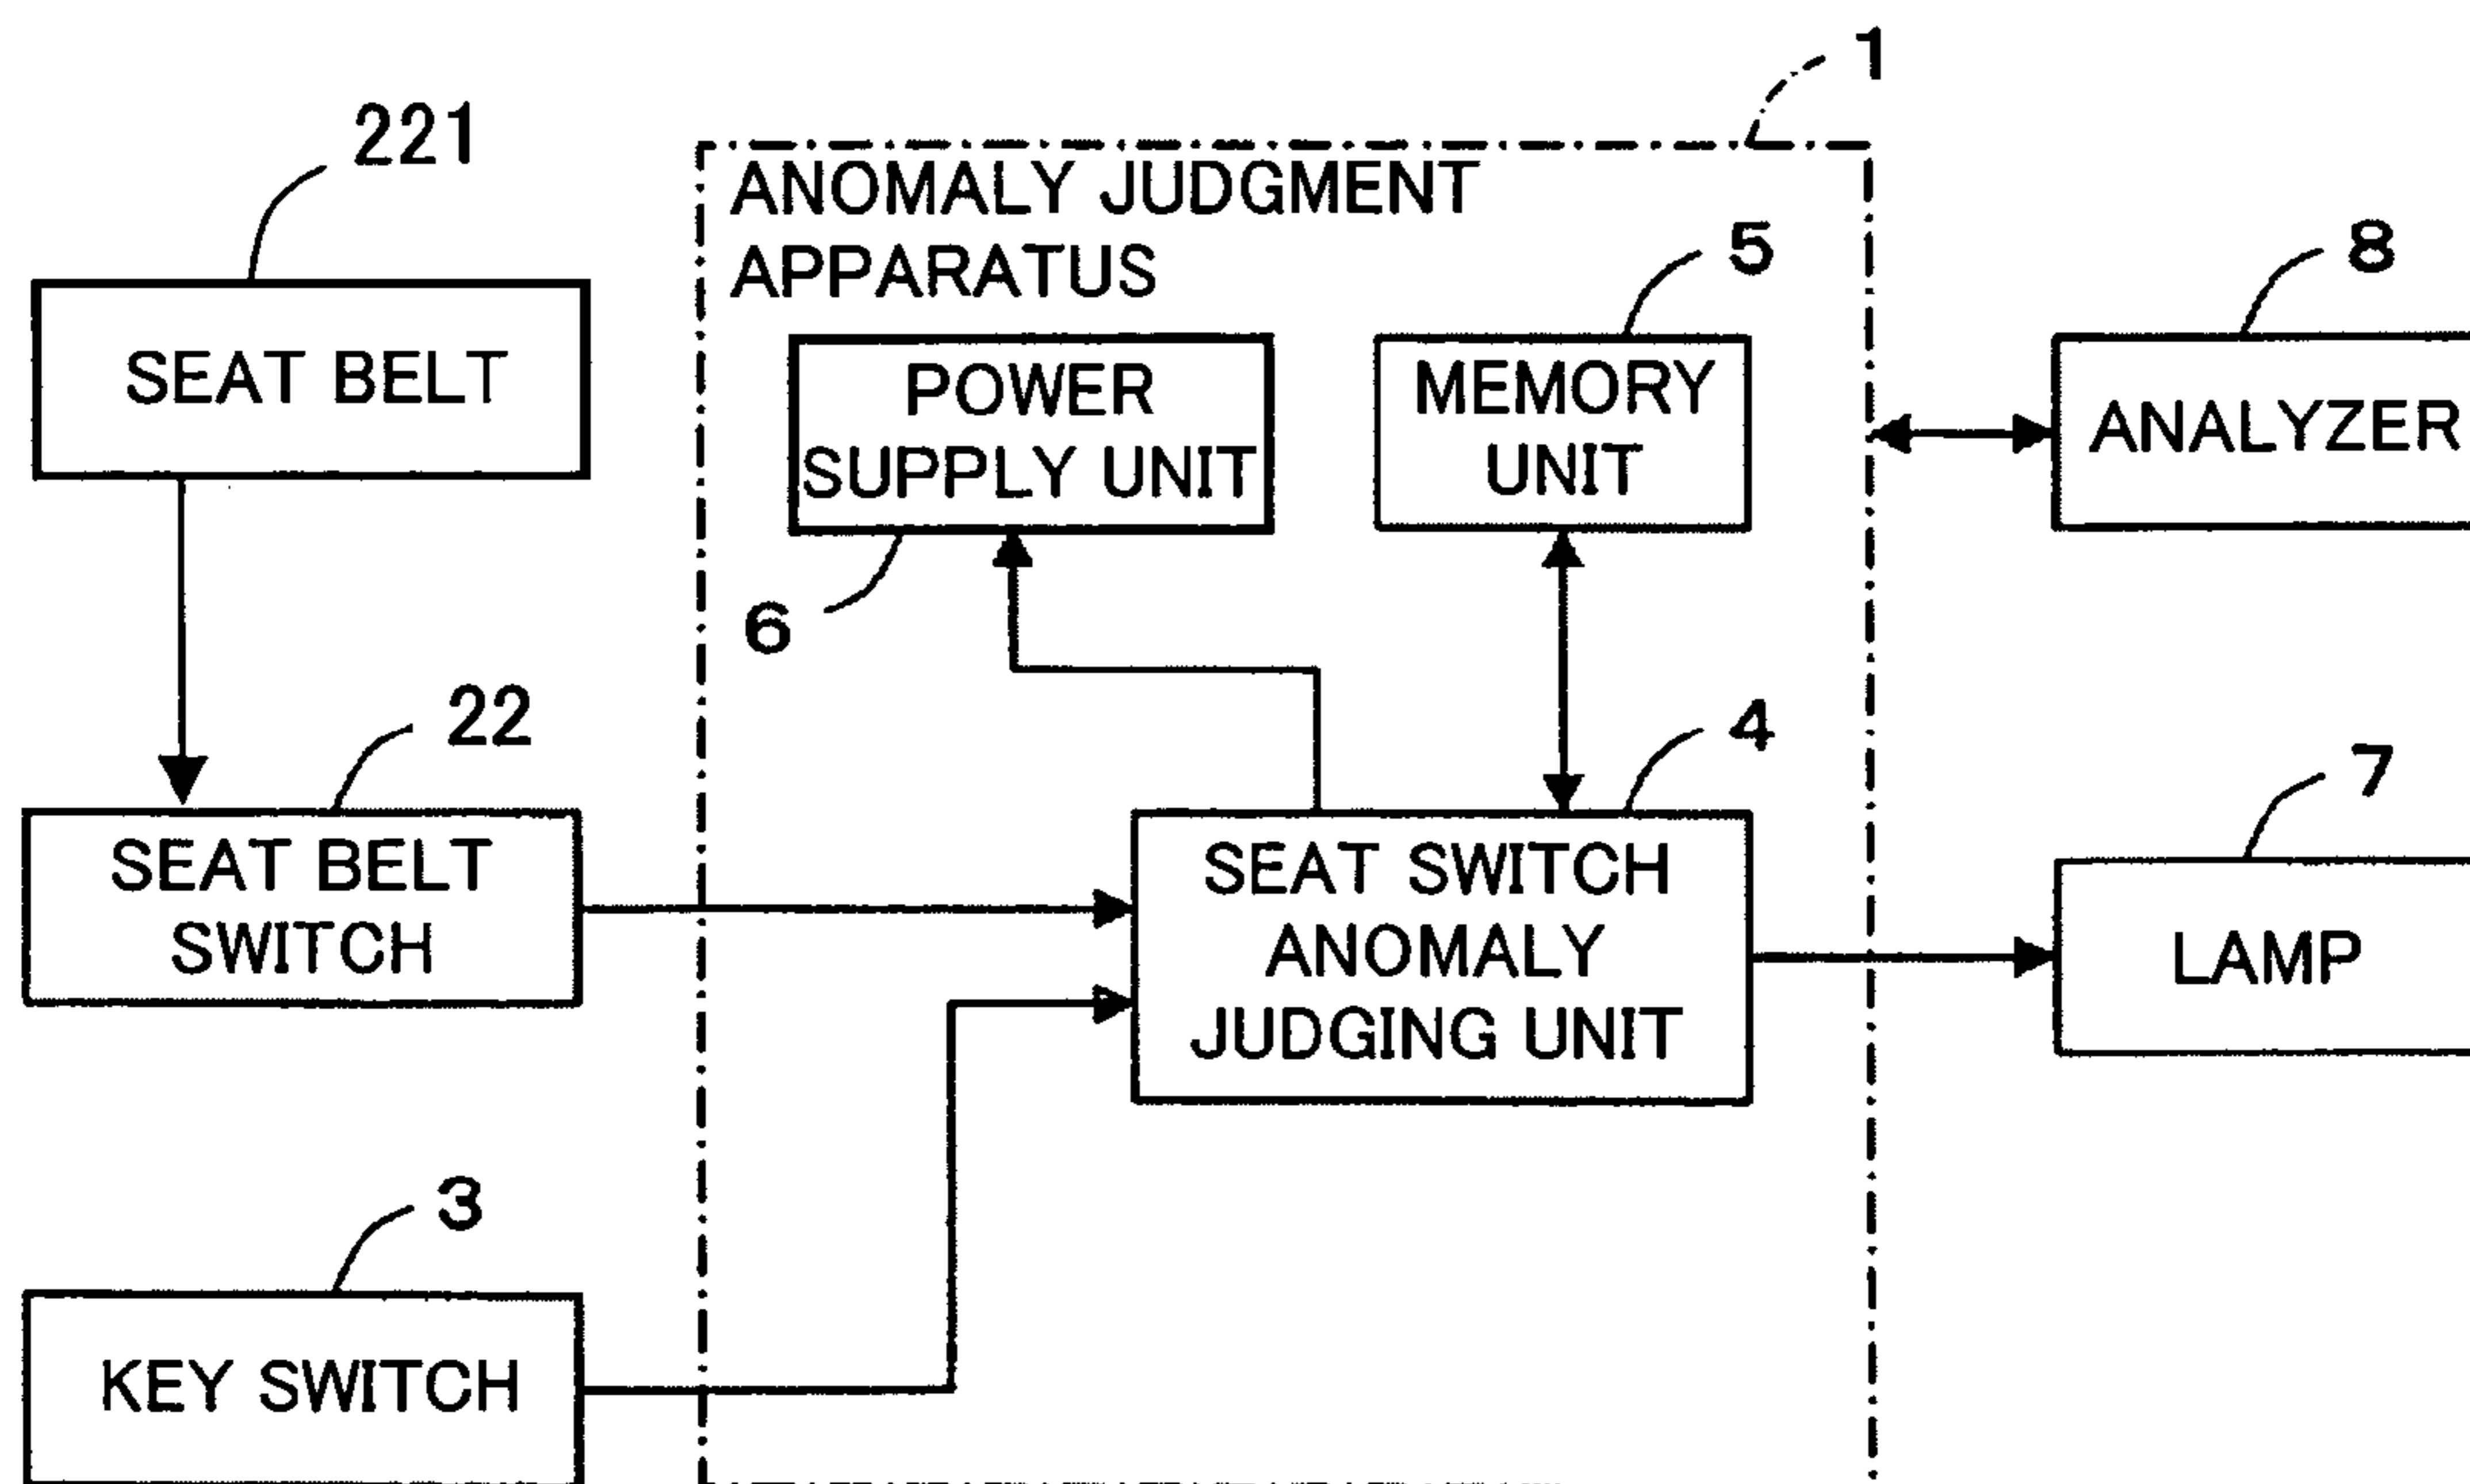 1
221
ANOMALY JUDGMENT
APPARATUS
5
8
SEAT BELT
POWER
SUPPLY UNIT
MEMORY
UNIT
ANALYZER
6
22
4
7
SEAT BELT
SWITCH
SEAT SWITCH
ANOMALY
JUDGING UNIT
LAMP
3
KEY SWITCH